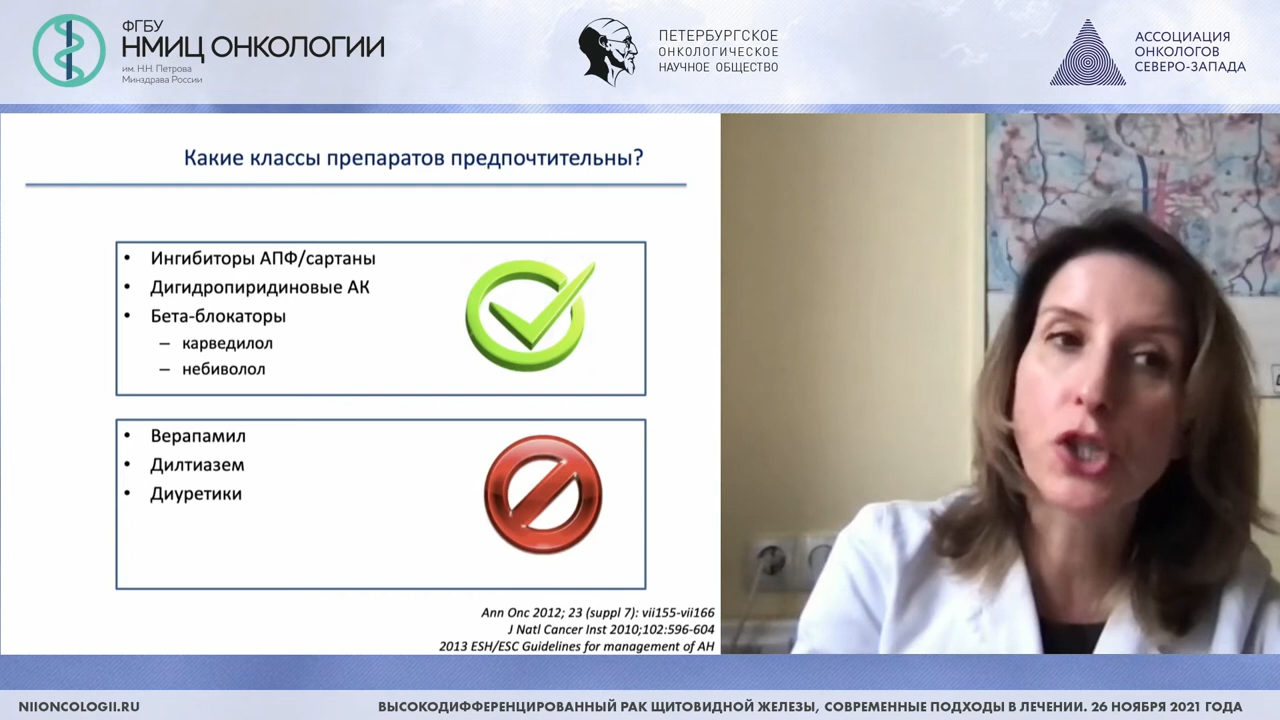 ФГБУ
НМИЦ ОНКОЛОГИИ
им. Н.Н. Петрова
Минздрава России
ПЕТЕРБУРГСКОЕ
ОНКОЛОГИЧЕСКОЕ
НАУЧНОЕ ОБЩЕСТВО
АССОЦИАЦИЯ
ОНКОЛОГОВ
СЕВЕРО-ЗАПАДА
Какие классы препаратов предпочтительны?
• Ингибиторы АПФ/сартаны
• Дигидропиридиновые АК
• Бета-блокаторы
– карведилол
– небиволол
• Верапамил
• Дилтиазем
• Диуретики
Ann Onc 2012; 23 (suppl 7): vii155-vii166
J Natl Cancer Inst 2010;102:596-604
2013 ESH/ESC Guidelines for management of AH
NIIONCOLOGII.RU
ВЫСОКОДИФФЕРЕНЦИРОВАННЫЙ РАК ЩИТОВИДНОЙ ЖЕЛЕЗЫ, СОВРЕМЕННЫЕ ПОДХОДЫ В ЛЕЧЕНИИ. 26 НОЯБРЯ 2021 ГОДА